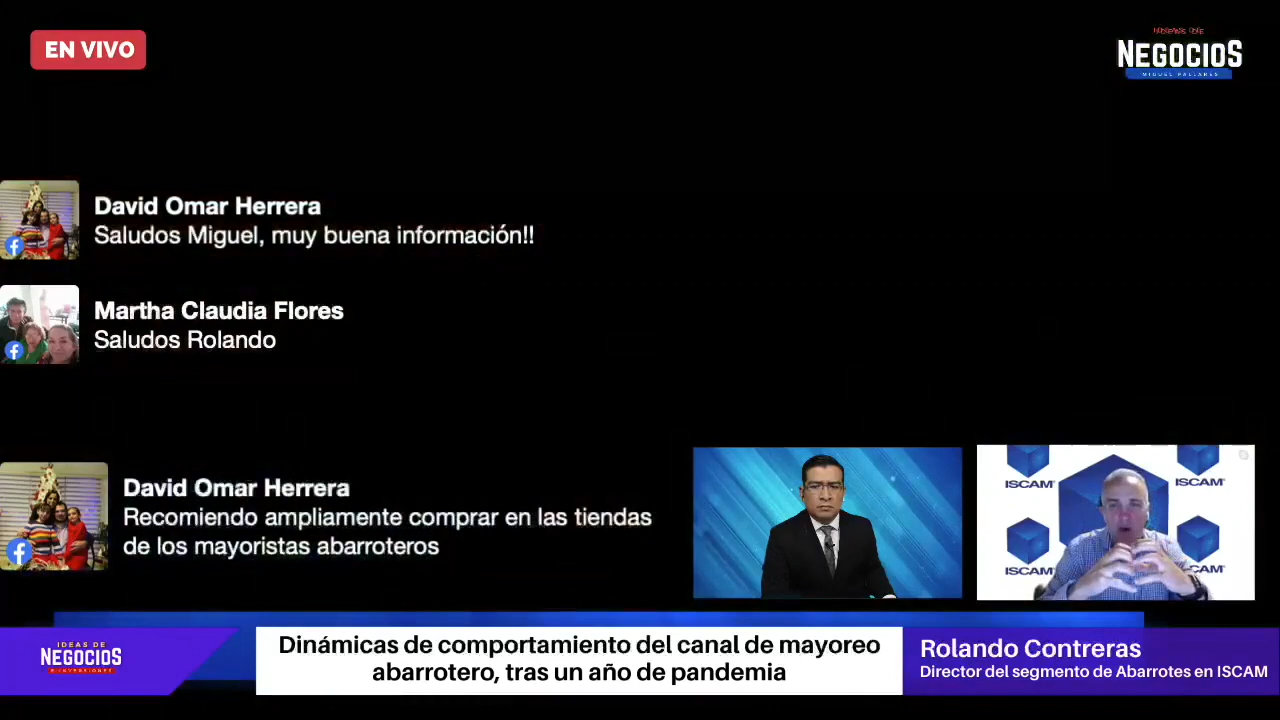 EN VIVO
NEGOCIOS
MIGUEL PALLARES
David Omar Herrera
Saludos Miguel, muy buena información!!
Martha Claudia Flores
Saludos Rolando
David Omar Herrera
Recomiendo ampliamente comprar en las tiendas
de los mayoristas abarroteros
ISCAM
ISCAM
ISCAM
ISCAM
IDEAS DE
NEGOCIOS
E INVERSIONES
Dinámicas de comportamiento del canal de mayoreo
abarrotero, tras un año de pandemia
Rolando Contreras
Director del segmento de Abarrotes en ISCAM